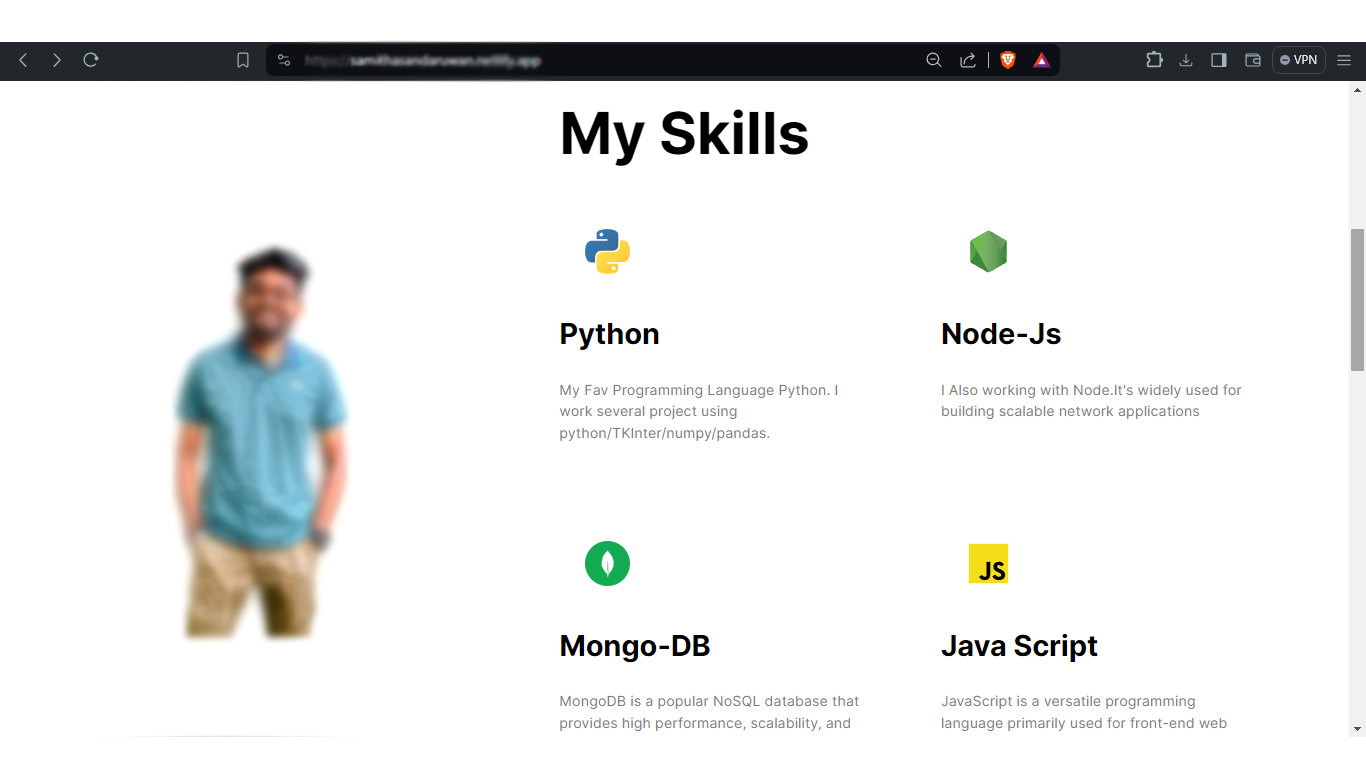 VPN
My Skills
Python
Node-Js
My Fav Programming Language Python. I
work several project using
python/TKInter/numpy/pandas.
I Also working with Node.It's widely used for
building scalable network applications
JS
Mongo-DB
Java Script
MongoDB is a popular NoSQL database that
provides high performance, scalability, and
JavaScript is a versatile programming
language primarily used for front-end web